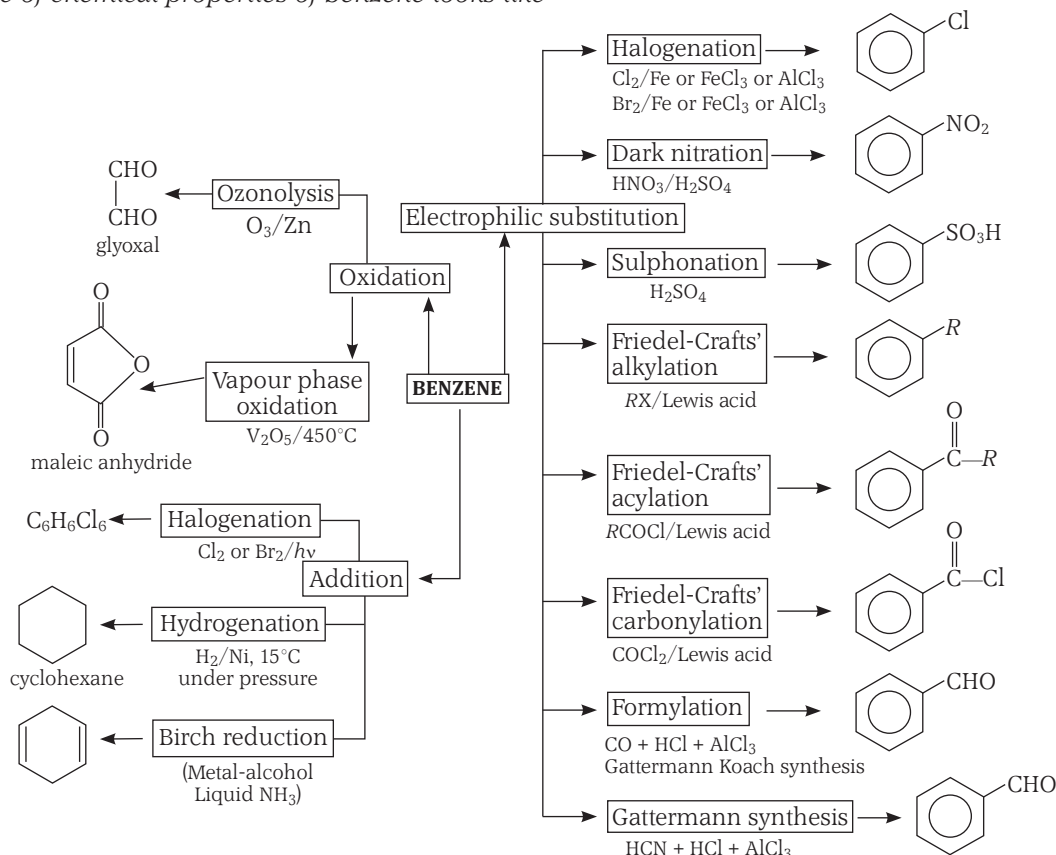 e of chemical properties of benzene looks like
Halogenation
Cl
Cl₂/Fe or FeCl₃ or AlCl₃
Br₂/Fe or FeCl₃ or AlCl₃
Dark nitration
NO₂
HNO₃/H₂SO₄
Electrophilic substitution
Sulphonation
SO₃H
H₂SO₄
Friedel-Crafts’
alkylation
R
RX/Lewis acid
O
C—R
Friedel-Crafts’
acylation
RCOCl/Lewis acid
O
C—Cl
Friedel-Crafts’
carbonylation
COCl₂/Lewis acid
Formylation
CHO
CO + HCl + AlCl₃
Gattermann Koach synthesis
Gattermann synthesis
CHO
HCN + HCl + AlCl₃
BENZENE
Oxidation
Ozonolysis
O₃/Zn
CHO
CHO
glyoxal
Vapour phase
oxidation
V₂O₅/450°C
O
O
O
maleic anhydride
Addition
Halogenation
Cl₂ or Br₂/hν
C₆H₆Cl₆
Hydrogenation
H₂/Ni, 15°C
under pressure
cyclohexane
Birch reduction
(Metal-alcohol
Liquid NH₃)